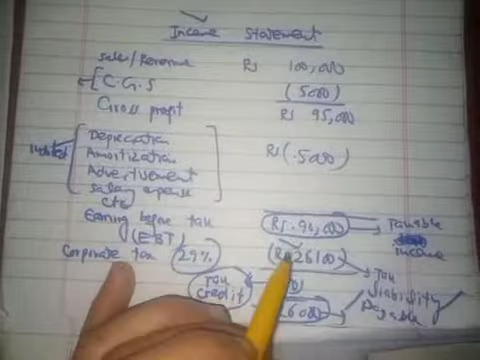 Income Statement
Sales/Revenue Rs 100,000
C.G.S (5000)
Gross profit Rs 95,000
Depreciation
Amortization Rs (5000)
Advertisement
Salary expense
etc
Earning before tax Rs. 90,000 Taxable
(EBT) Income
Corporate tax 29% (Rs 26100) Tax
Tax liability
Credit Payable